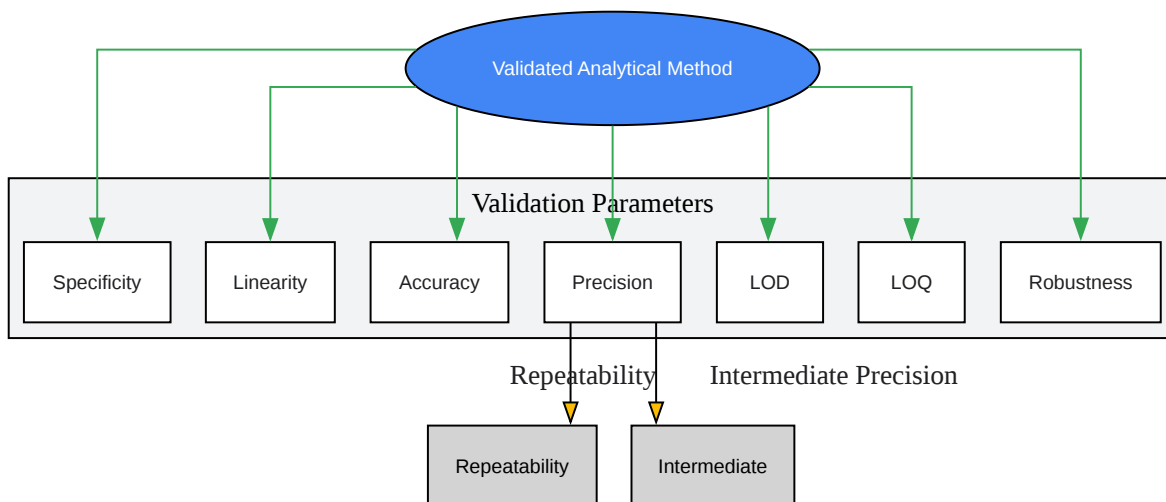 Validated Analytical Method
Validation Parameters
Specificity
Linearity
Accuracy
Precision
LOD
LOQ
Robustness
Repeatability
Intermediate Precision
Repeatability
Intermediate